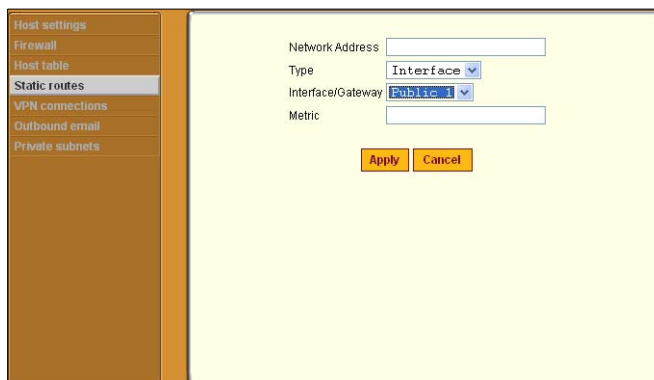 Host settings
Firewall
Host table
Static routes
VPN connections
Outbound email
Private subnets
Network Address
Type Interface
Interface/Gateway Public 1
Metric
Apply Cancel